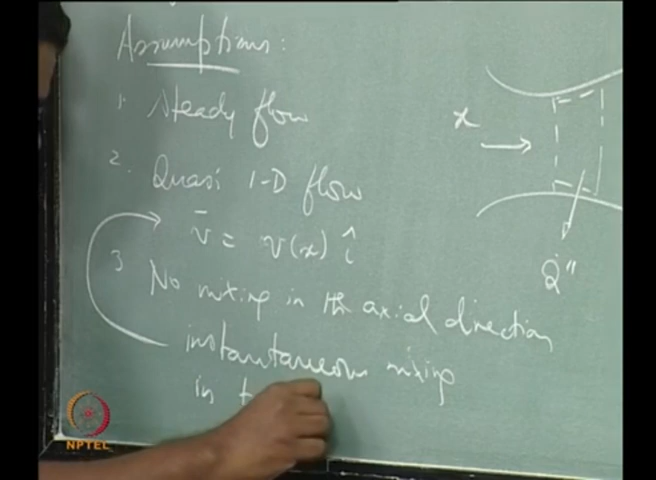 Assumptions:
1. Steady flow
2. Quasi 1-D flow
v̄ = v(x) î
3 No mixing in the axial direction
instantaneous mixing
in t
x
Q̇"
NPTEL